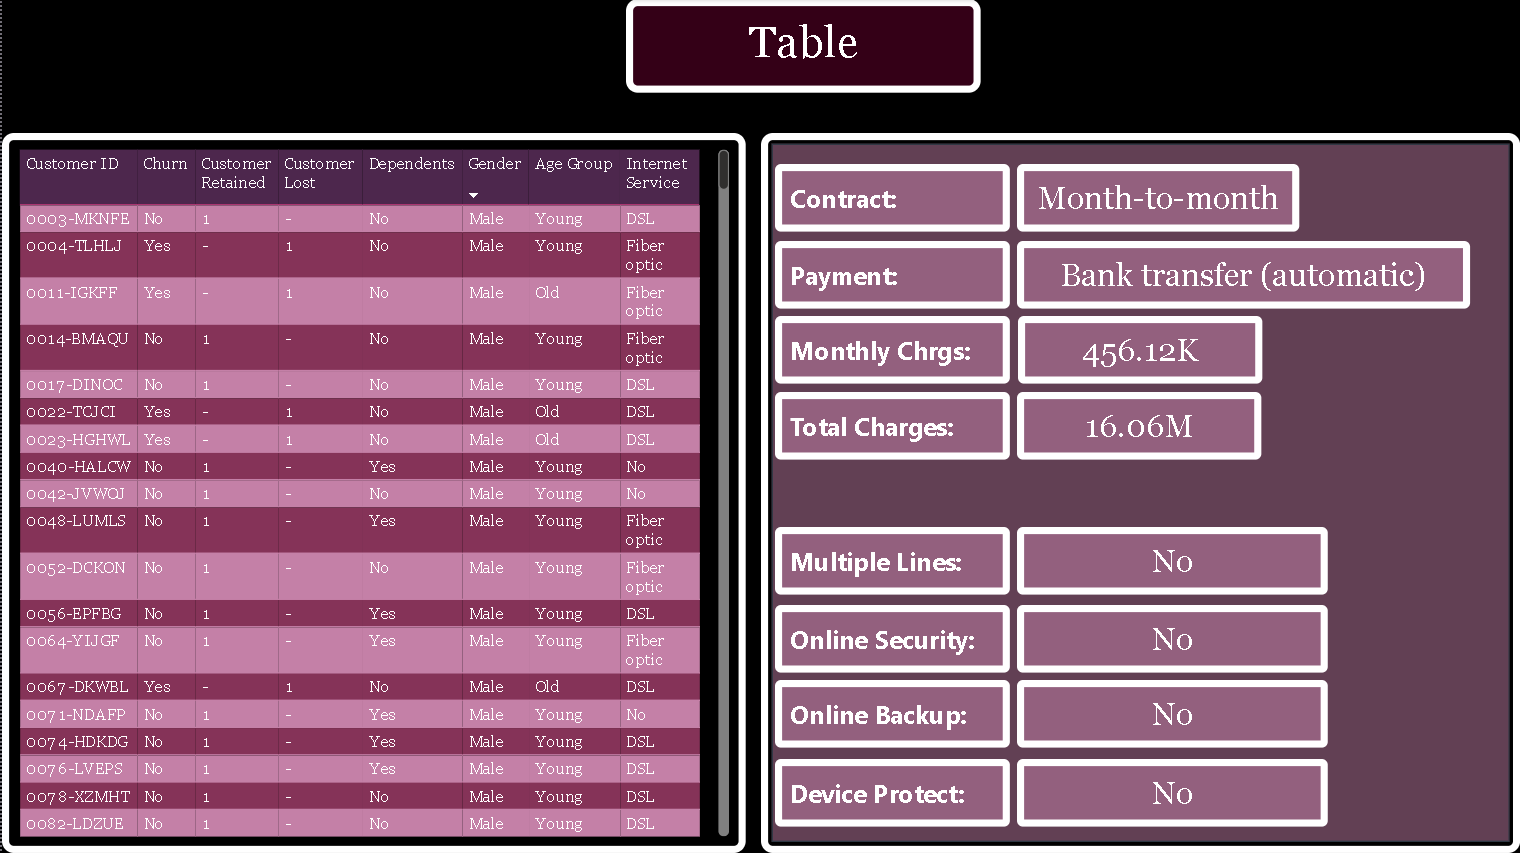 Table
Customer ID Churn Customer Retained Customer Lost Dependents Gender Age Group Internet Service
0003-MKNFE No 1 - No Male Young DSL
0004-TLHLJ Yes - 1 No Male Young Fiber optic
0011-IGKFF Yes - 1 No Male Old Fiber optic
0014-BMAQU No 1 - No Male Young Fiber optic
0017-DINOC No 1 - No Male Young DSL
0022-TCJCI Yes - 1 No Male Old DSL
0023-HGHWL Yes - 1 No Male Old DSL
0040-HALCW No 1 - Yes Male Young No
0042-JVWOJ No 1 - No Male Young No
0048-LUMLS No 1 - Yes Male Young Fiber optic
0052-DCKON No 1 - No Male Young Fiber optic
0056-EPFBG No 1 - Yes Male Young DSL
0064-YIJGF No 1 - Yes Male Young Fiber optic
0067-DKWBL Yes - 1 No Male Old DSL
0071-NDAFP No 1 - Yes Male Young No
0074-HDKDG No 1 - Yes Male Young DSL
0076-LVEPS No 1 - Yes Male Young DSL
0078-XZMHT No 1 - No Male Young DSL
0082-LDZUE No 1 - No Male Young DSL
Contract: Month-to-month
Payment: Bank transfer (automatic)
Monthly Chrgs: 456.12K
Total Charges: 16.06M
Multiple Lines: No
Online Security: No
Online Backup: No
Device Protect: No